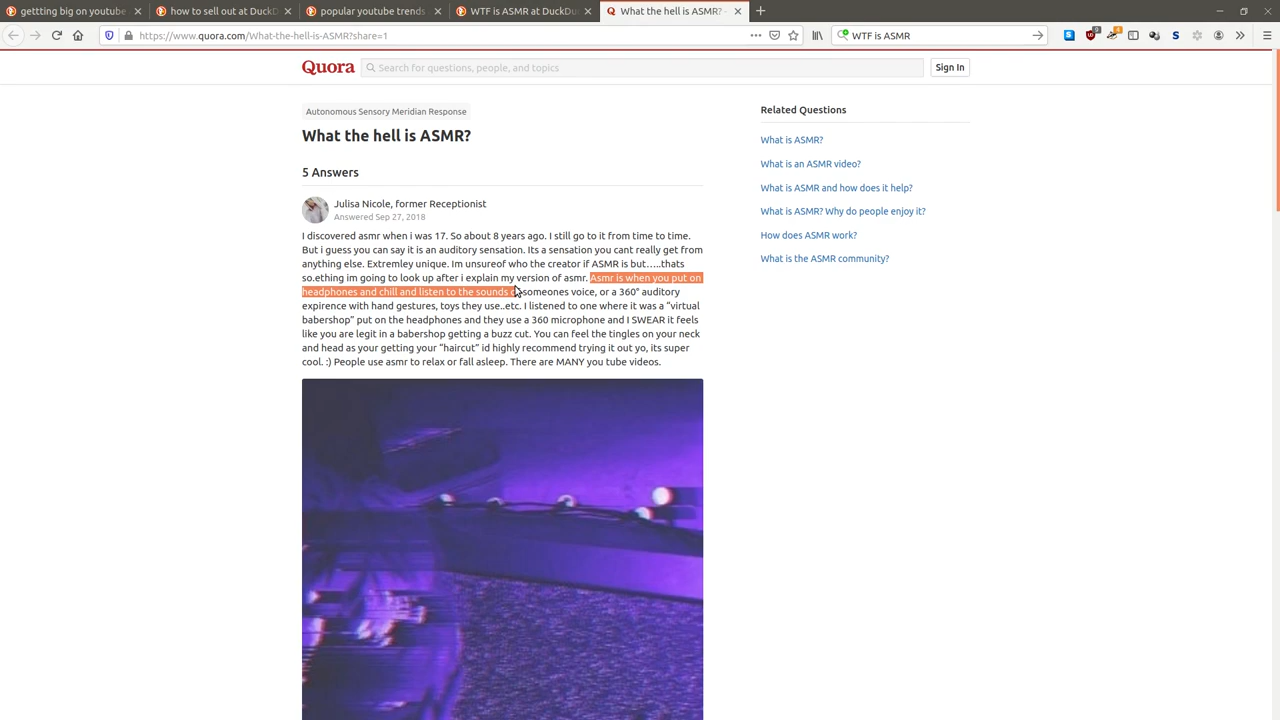 getting big on youtube
how to sell out at DuckD
popular youtube trends
WTF is ASMR at DuckDu
What the hell is ASMR? -
https://www.quora.com/What-the-hell-is-ASMR?share=1
WTF is ASMR
Quora
Search for questions, people, and topics
Sign In
Autonomous Sensory Meridian Response
What the hell is ASMR?
5 Answers
Julisa Nicole, former Receptionist
Answered Sep 27, 2018
I discovered asmr when i was 17. So about 8 years ago. I still go to it from time to time.
But i guess you can say it is an auditory sensation. Its a sensation you cant really get from
anything else. Extremley unique. Im unsureof who the creator if ASMR is but…..thats
so.ething im going to look up after i explain my version of asmr. Asmr is when you put on
headphones and chill and listen to the sounds someones voice, or a 360° auditory
expirence with hand gestures, toys they use..etc. I listened to one where it was a “virtual
babershop” put on the headphones and they use a 360 microphone and I SWEAR it feels
like you are legit in a babershop getting a buzz cut. You can feel the tingles on your neck
and head as your getting your “haircut” id highly recommend trying it out yo, its super
cool. :) People use asmr to relax or fall asleep. There are MANY you tube videos.
Related Questions
What is ASMR?
What is an ASMR video?
What is ASMR and how does it help?
What is ASMR? Why do people enjoy it?
How does ASMR work?
What is the ASMR community?